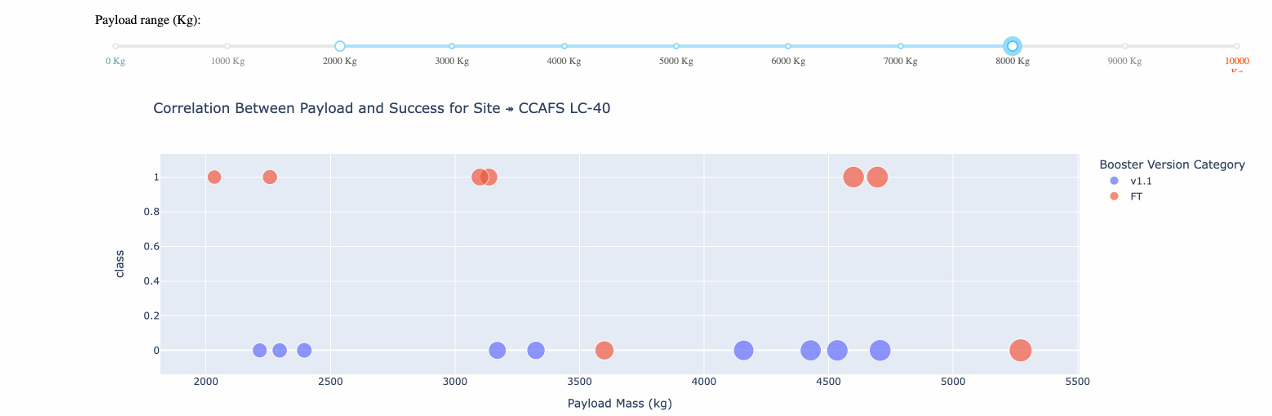 Payload range (Kg):
0 Kg 1000 Kg 2000 Kg 3000 Kg 4000 Kg 5000 Kg 6000 Kg 7000 Kg 8000 Kg 9000 Kg 10000
Correlation Between Payload and Success for Site ↠ CCAFS LC-40
Booster Version Category
v1.1
FT
1
0.8
0.6
0.4
0.2
0
class
2000 2500 3000 3500 4000 4500 5000 5500
Payload Mass (kg)